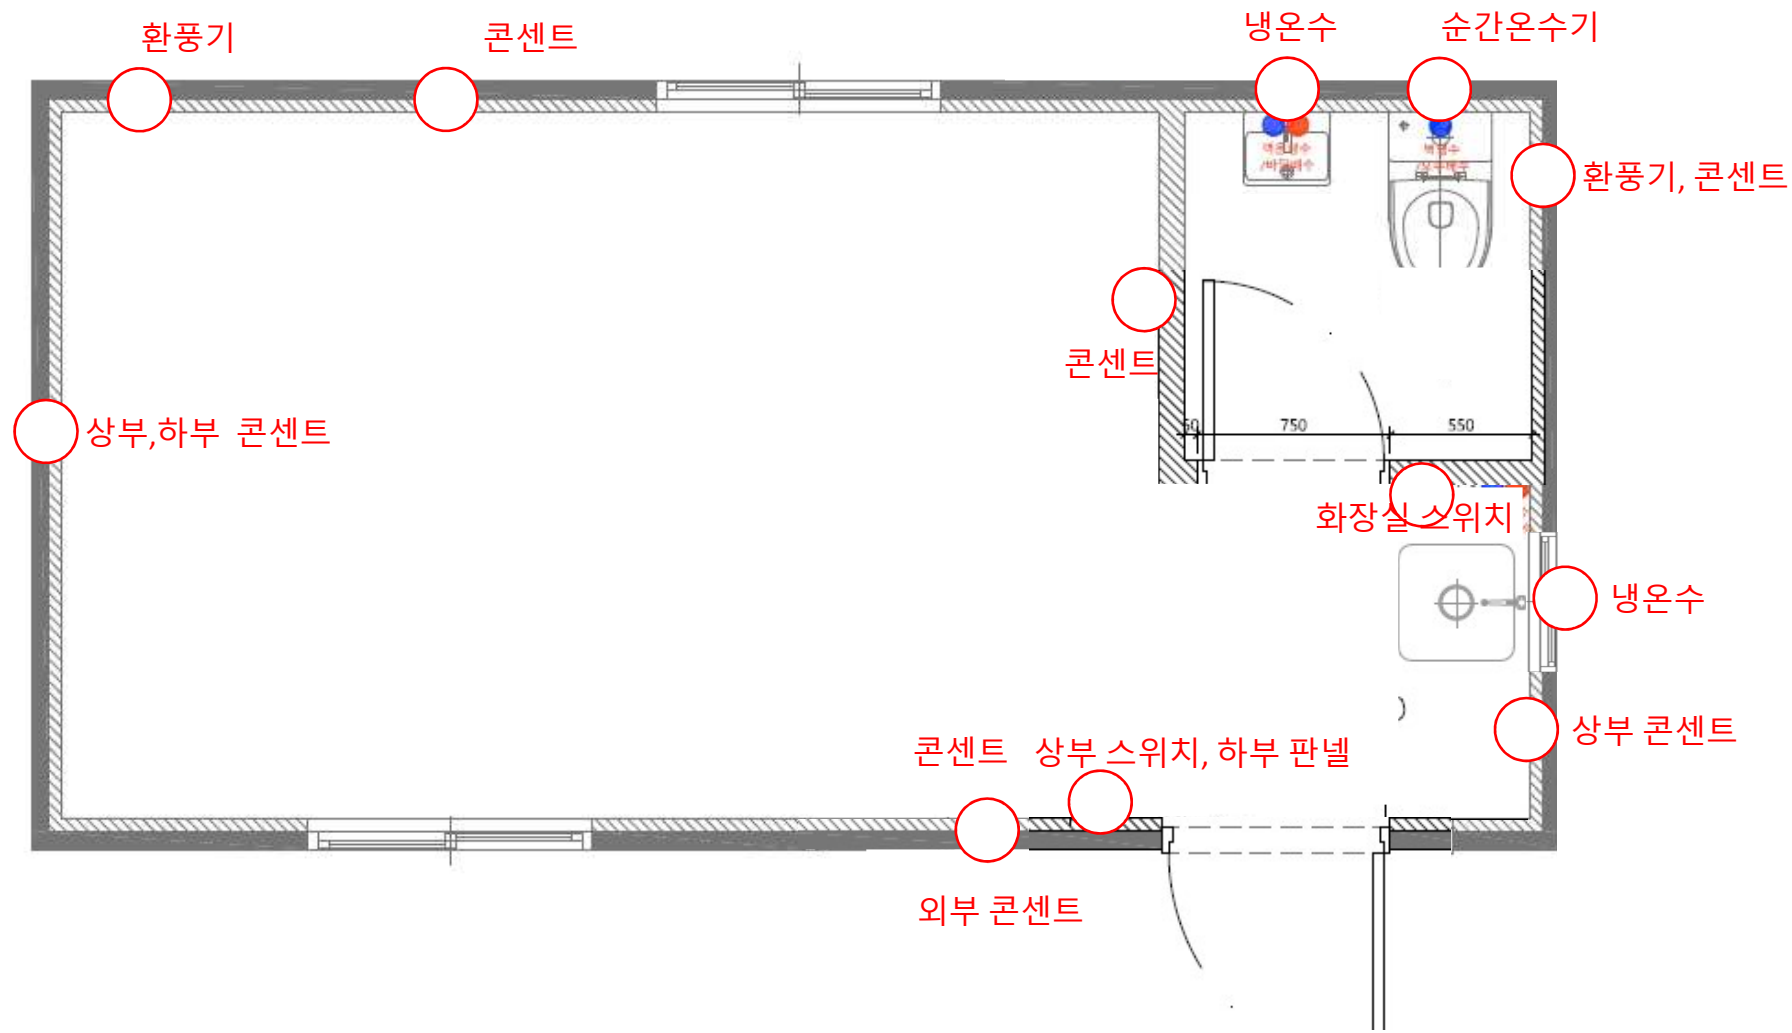 환풍기
콘센트
냉온수
순간온수기
환풍기, 콘센트
콘센트
750
550
상부,하부 콘센트
화장실 스위치
냉온수
상부 콘센트
콘센트
상부 스위치, 하부 판넬
외부 콘센트